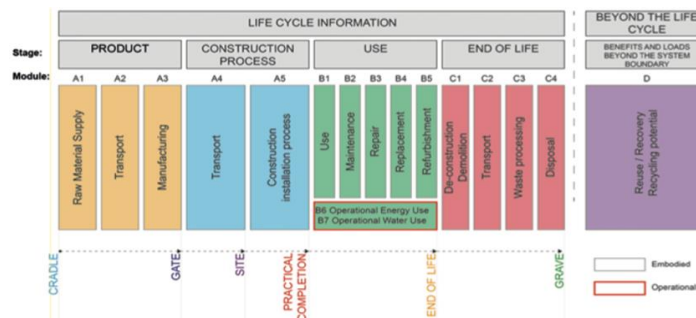 LIFE CYCLE INFORMATION
BEYOND THE LIFE
CYCLE
Stage:
PRODUCT
CONSTRUCTION
PROCESS
USE
END OF LIFE
BENEFITS AND LOADS
BEYOND THE SYSTEM
BOUNDARY
Module:
A1
A2
A3
A4
A5
B1
B2
B3
B4
B5
C1
C2
C3
C4
D
Raw Material Supply
Transport
Manufacturing
Transport
Construction
installation process
Use
Maintenance
Repair
Replacement
Refurbishment
De-construction
Demolition
Transport
Waste processing
Disposal
Reuse / Recovery
Recycling potential
B6 Operational Energy Use
B7 Operational Water Use
CRADLE
GATE
SITE
PRACTICAL
COMPLETION
END OF LIFE
GRAVE
Embodied
Operational